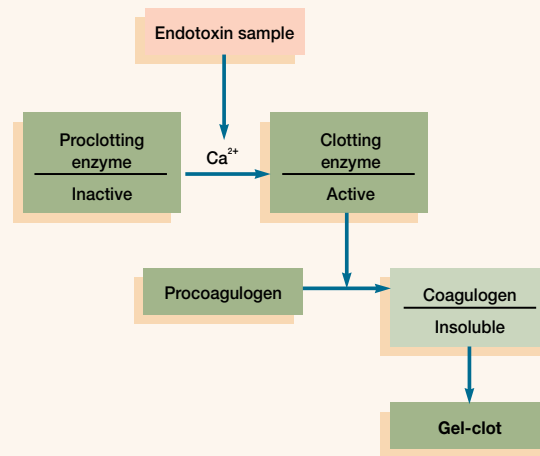 Endotoxin sample
Proclotting
enzyme
Inactive
Ca²⁺
Clotting
enzyme
Active
Procoagulogen
Coagulogen
Insoluble
Gel-clot